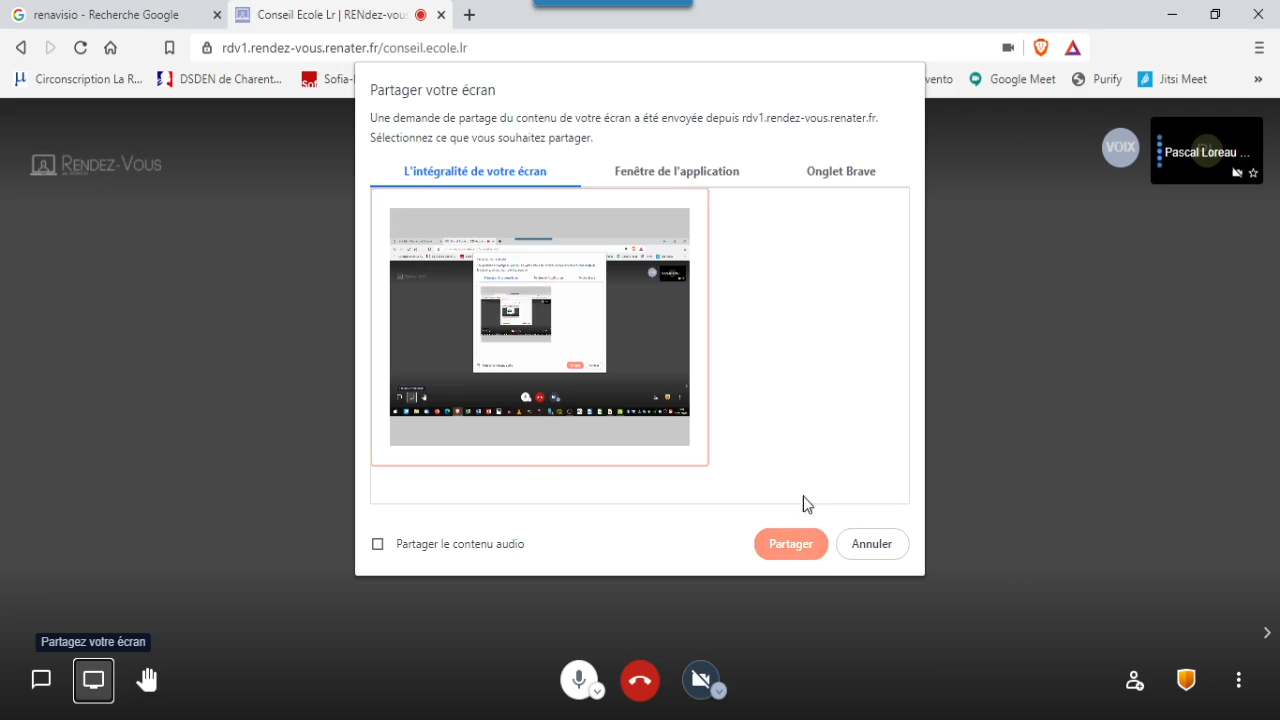 renavisio - Recherche Google
Conseil Ecole Lr | RENdez-vou
rdv1.rendez-vous.renater.fr/conseil.ecole.lr
Circonscription La R...
DSDEN de Charent...
Sofia-
vento
Google Meet
Purify
Jitsi Meet
Partager votre écran
Une demande de partage du contenu de votre écran a été envoyée depuis rdv1.rendez-vous.renater.fr.
Sélectionnez ce que vous souhaitez partager.
RENDEZ-VOUS
VOIX
Pascal Loreau ...
L'intégralité de votre écran
Fenêtre de l'application
Onglet Brave
Partager le contenu audio
Partager
Annuler
Partagez votre écran